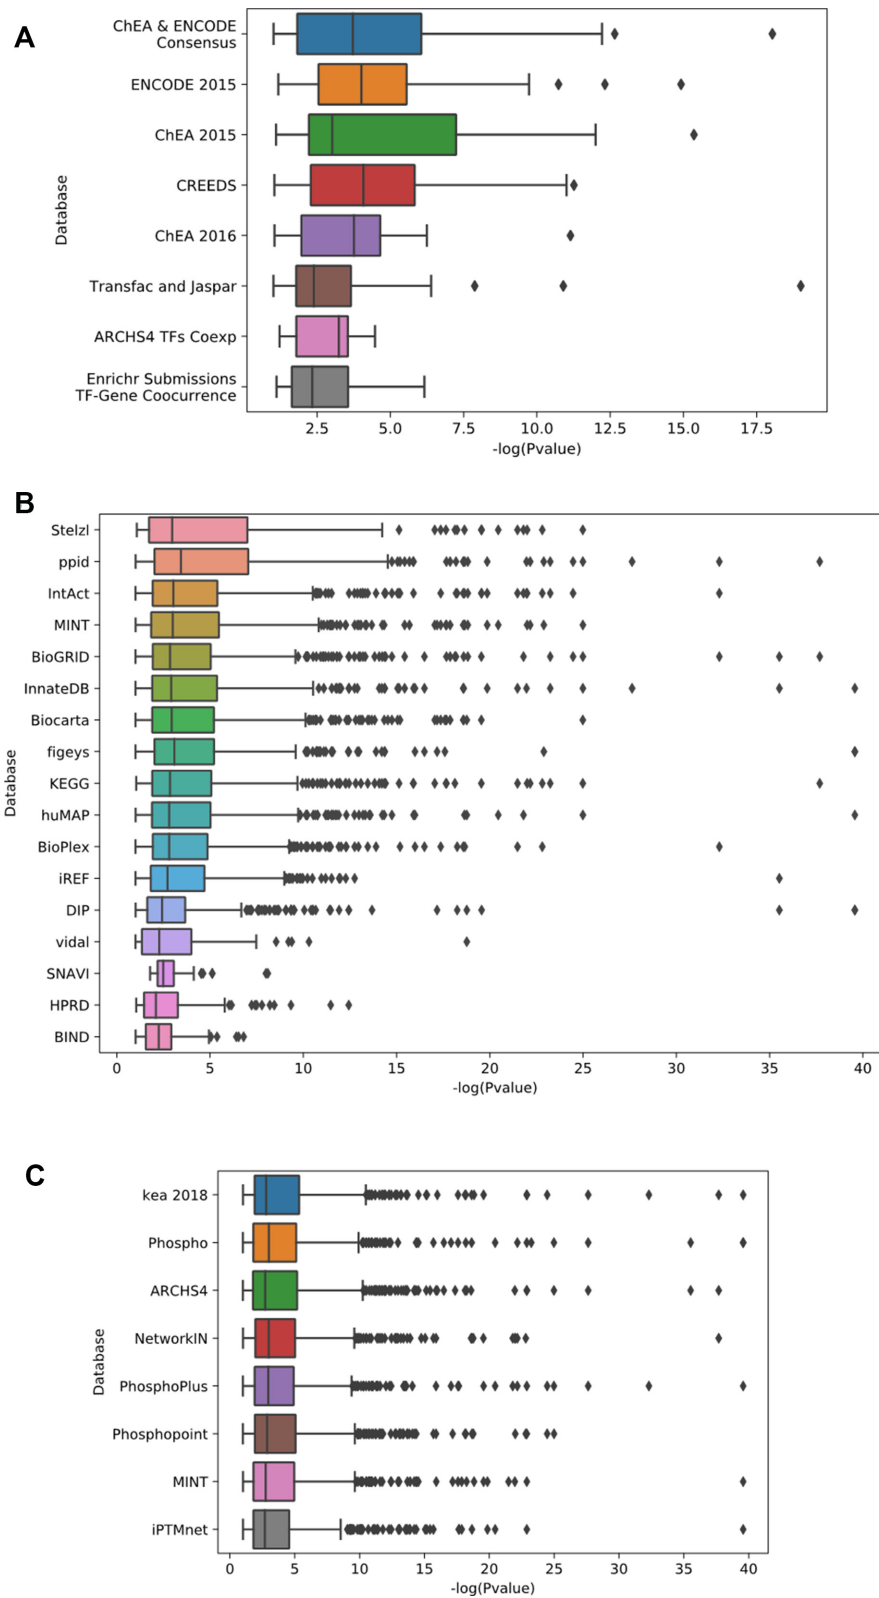 A
ChEA & ENCODE
Consensus
ENCODE 2015
ChEA 2015
CREEDS
ChEA 2016
Transfac and Jaspar
ARCHS4 TFs Coexp
Enrichr Submissions
TF-Gene Coocurrence
Database
2.5 5.0 7.5 10.0 12.5 15.0 17.5
-log(Pvalue)
B
Stelzl
ppid
IntAct
MINT
BioGRID
InnateDB
Biocarta
figeys
KEGG
huMAP
BioPlex
iREF
DIP
vidal
SNAVI
HPRD
BIND
Database
0 5 10 15 20 25 30 35 40
-log(Pvalue)
C
kea 2018
Phospho
ARCHS4
NetworkIN
PhosphoPlus
Phosphopoint
MINT
iPTMnet
Database
0 5 10 15 20 25 30 35 40
-log(Pvalue)